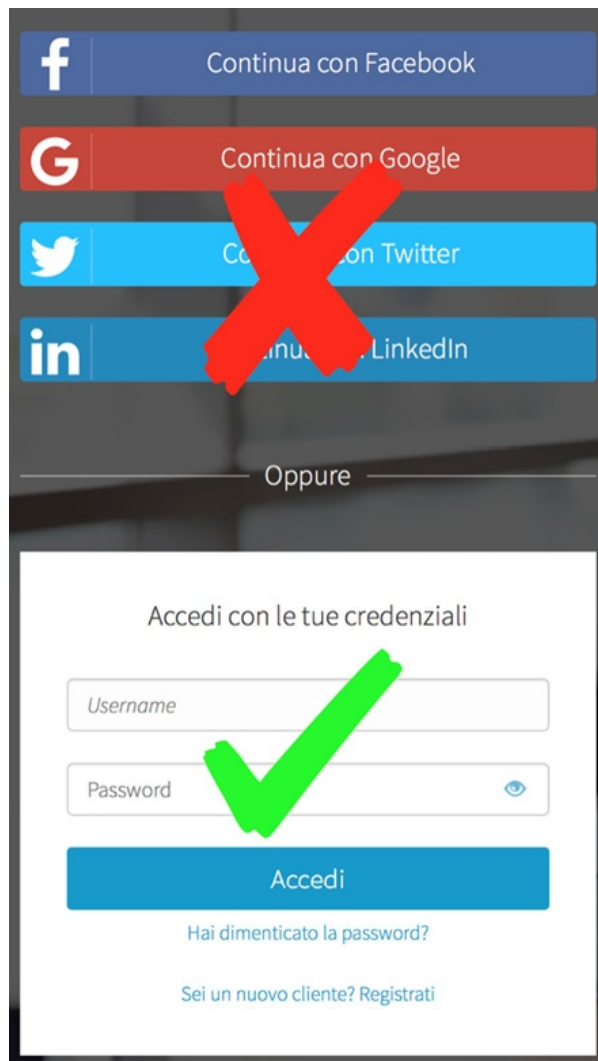 Continua con Facebook
Continua con Google
con Twitter
LinkedIn
Oppure
Accedi con le tue credenziali
Username
Password
Accedi
Hai dimenticato la password?
Sei un nuovo cliente? Registrati